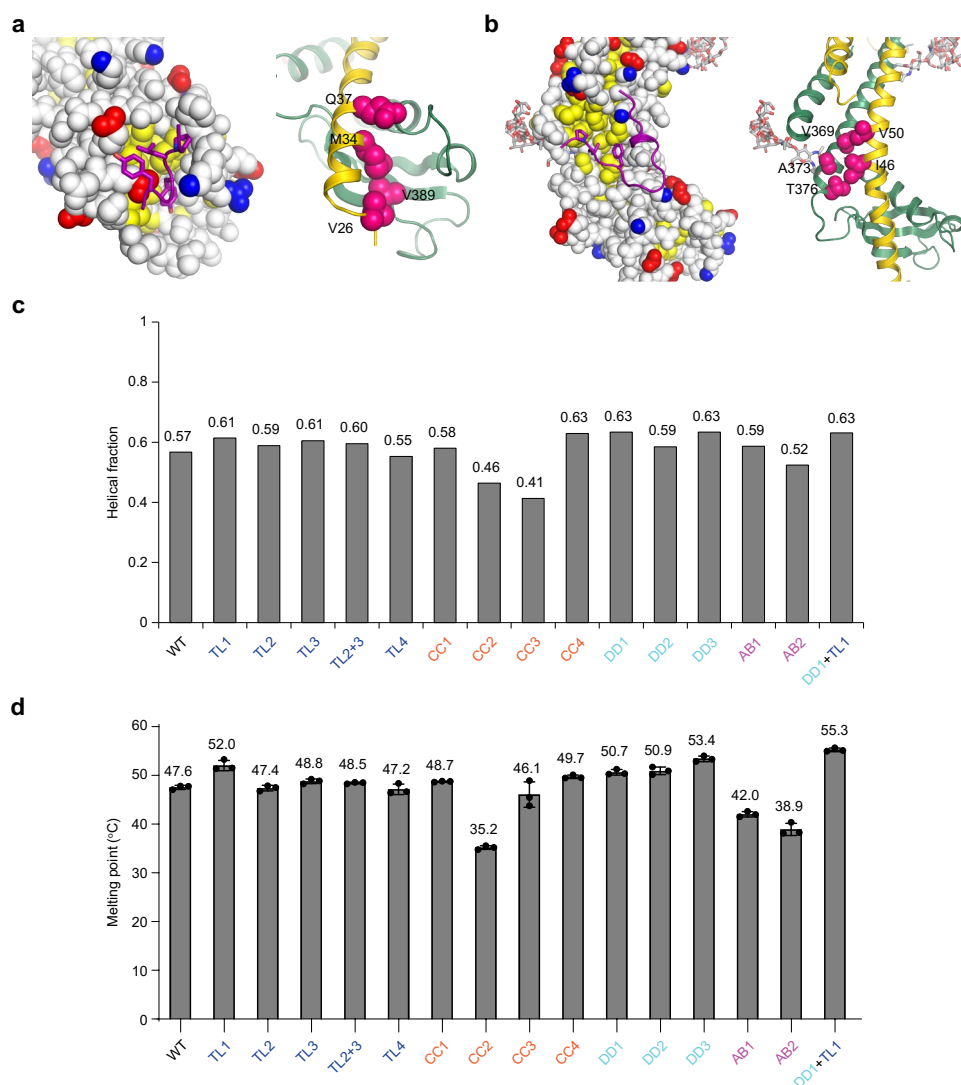 a
b
Q37
M34
V389
V26
V369
V50
A373
I46
T376
c
Helical fraction
1
0.8
0.6
0.4
0.2
0
0.57
0.61
0.59
0.61
0.60
0.55
0.58
0.46
0.41
0.63
0.63
0.59
0.63
0.59
0.52
0.63
WT
TL1
TL2
TL3
TL2+3
TL4
CC1
CC2
CC3
CC4
DD1
DD2
DD3
AB1
AB2
DD1+TL1
d
Melting point (°C)
60
50
40
30
20
10
0
47.6
52.0
47.4
48.8
48.5
47.2
48.7
35.2
46.1
49.7
50.7
50.9
53.4
42.0
38.9
55.3
WT
TL1
TL2
TL3
TL2+3
TL4
CC1
CC2
CC3
CC4
DD1
DD2
DD3
AB1
AB2
DD1+TL1